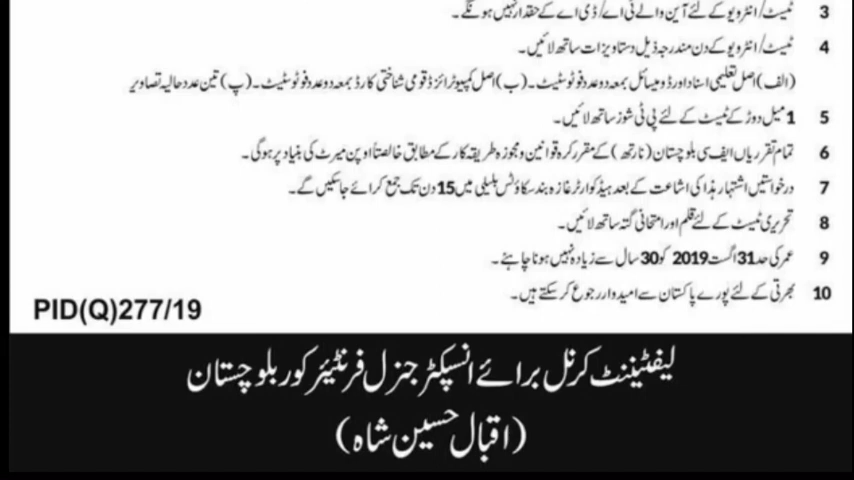 3 ٹیسٹ/انٹرویو کے لئے آنے والے ٹی اے/ڈی اے کے حقدار نہیں ہونگے۔
4 ٹیسٹ/انٹرویو کے دن مندرجہ ذیل دستاویزات ساتھ لائیں۔
(الف) اصل تعلیمی اسناد اور ڈومیسائل بمعہ دو عدد فوٹو سٹیٹ۔ (ب) اصل کمپیوٹرائزڈ قومی شناختی کارڈ بمعہ دو عدد فوٹو سٹیٹ۔ (پ) تین عدد حالیہ تصاویر
5 1 میل دوڑ کے ٹیسٹ کے لئے پی ٹی شوز ساتھ لائیں۔
6 تمام تقرریاں ایف سی بلوچستان (نارتھ) کے مقرر کردہ قوانین و مجوزہ طریقہ کار کے مطابق خالصتاً اوپن میرٹ کی بنیاد پر ہوگی۔
7 درخواستیں اشتہار ہذا کی اشاعت کے بعد ہیڈ کوارٹر غازہ بند سکاؤٹس بلیلی میں 15 دن تک جمع کرائے جاسکیں گے۔
8 تحریری ٹیسٹ کے لئے قلم اور امتحانی گتہ ساتھ لائیں۔
9 عمر کی حد 31 اگست 2019 کو 30 سال سے زیادہ نہیں ہونا چاہئے۔
10 بھرتی کے لئے پورے پاکستان سے امیدوار رجوع کرسکتے ہیں۔
PID(Q)277/19
لیفٹیننٹ کرنل برائے انسپکٹر جنرل فرنٹیئر کور بلوچستان
(اقبال حسین شاہ)